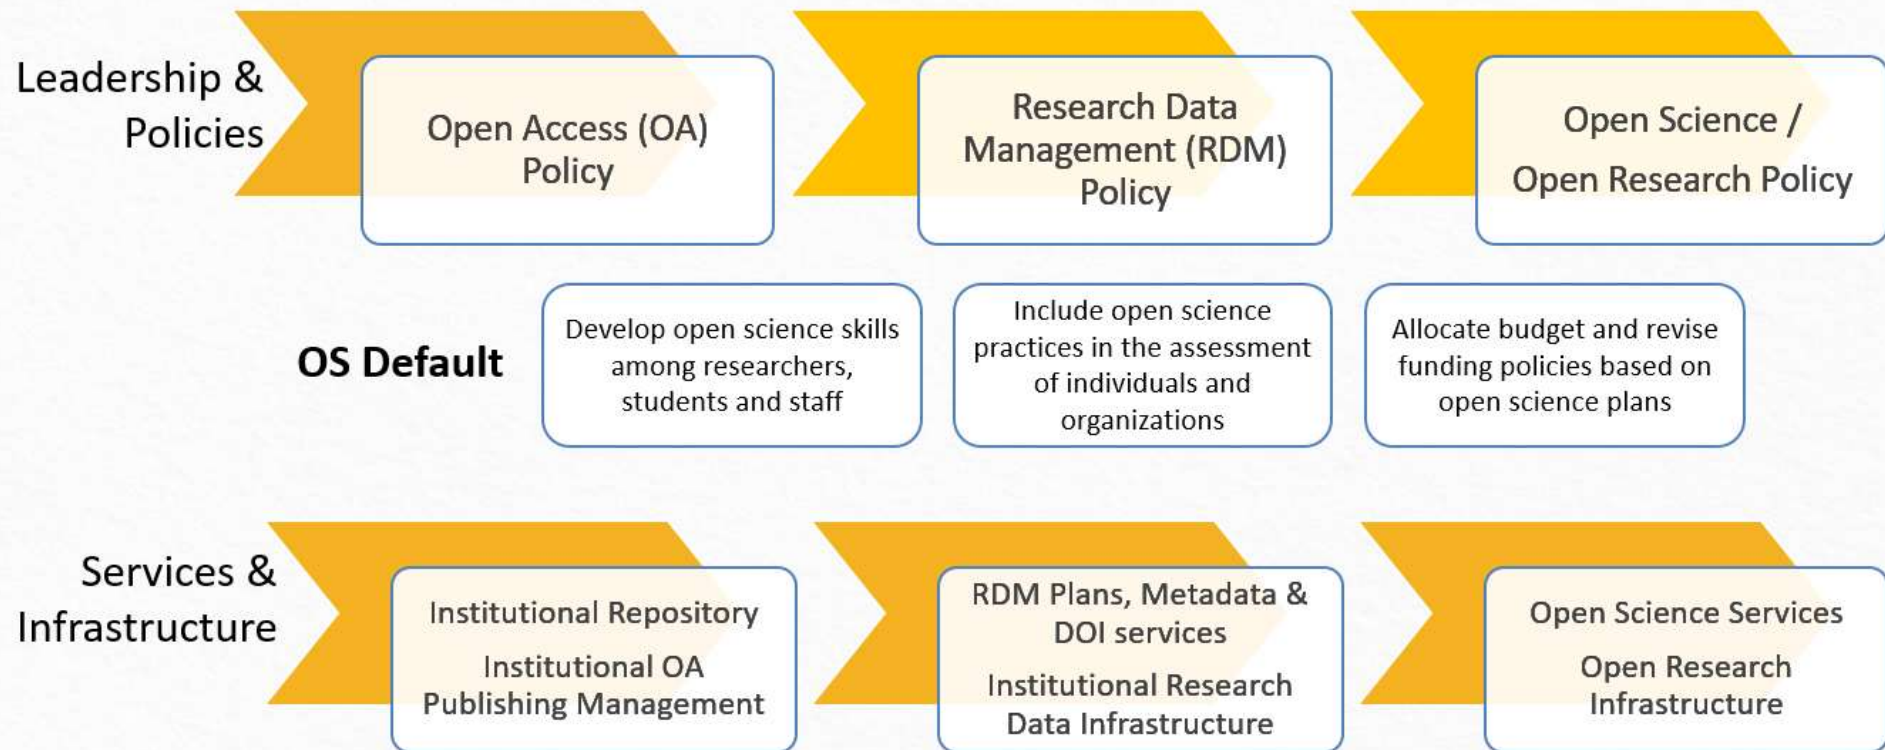 Leadership &
Policies
Open Access (OA)
Policy
Research Data
Management (RDM)
Policy
Open Science /
Open Research Policy
OS Default
Develop open science skills
among researchers,
students and staff
Include open science
practices in the assessment
of individuals and
organizations
Allocate budget and revise
funding policies based on
open science plans
Services &
Infrastructure
Institutional Repository
Institutional OA
Publishing Management
RDM Plans, Metadata &
DOI services
Institutional Research
Data Infrastructure
Open Science Services
Open Research
Infrastructure